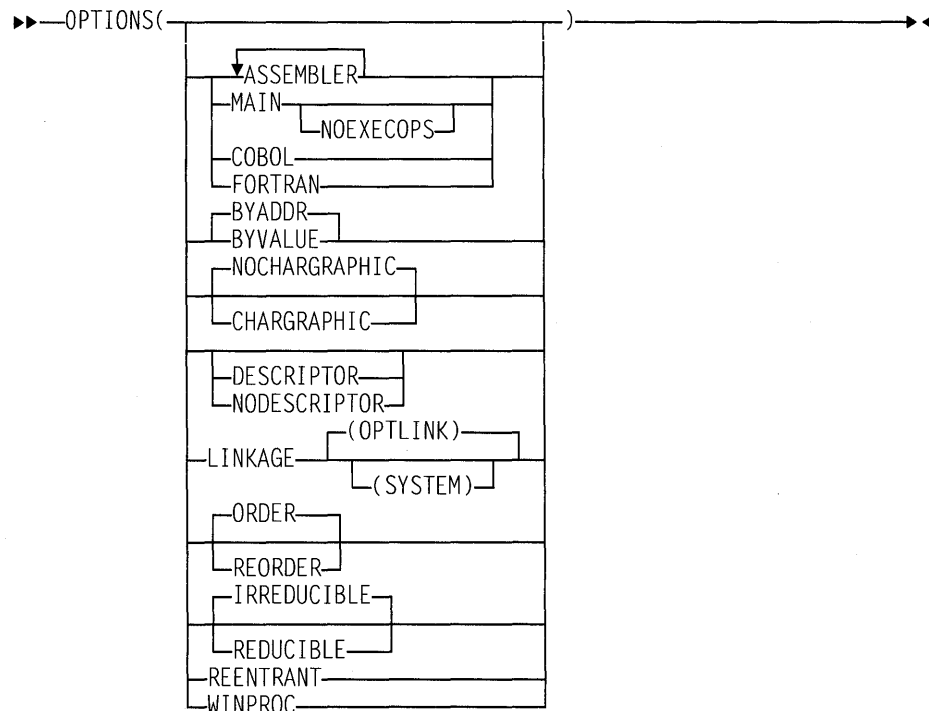 OPTIONS( )
ASSEMBLER
MAIN
NOEXECOPS
COBOL
FORTRAN
BYADDR
BYVALUE
NOCHARGRAPHIC
CHARGRAPHIC
DESCRIPTOR
NODESCRIPTOR
(OPTLINK)
LINKAGE
(SYSTEM)
ORDER
REORDER
IRREDUCIBLE
REDUCIBLE
REENTRANT
WINPROC